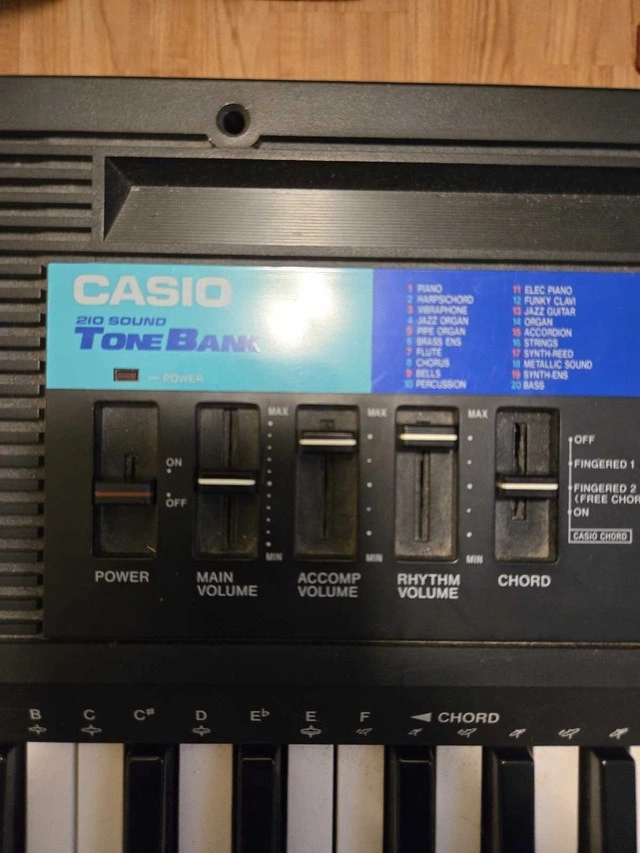 CASIO
210 SOUND
TONE BANK
POWER
1 PIANO
2 HARPSICHORD
3 VIBRAPHONE
4 JAZZ ORGAN
5 PIPE ORGAN
6 BRASS ENS
7 FLUTE
8 CHORUS
9 BELLS
10 PERCUSSION
11 ELEC PIANO
12 FUNKY CLAVI
13 JAZZ GUITAR
14 ORGAN
15 ACCORDION
16 STRINGS
17 SYNTH-REED
18 METALLIC SOUND
19 SYNTH-ENS
20 BASS
ON
OFF
POWER
MAX
MIN
MAIN
VOLUME
MAX
MIN
ACCOMP
VOLUME
MAX
MIN
RHYTHM
VOLUME
OFF
FINGERED 1
FINGERED 2
(FREE CHOR
ON
CASIO CHORD
CHORD
B C C# D E♭ E F ◄ CHORD